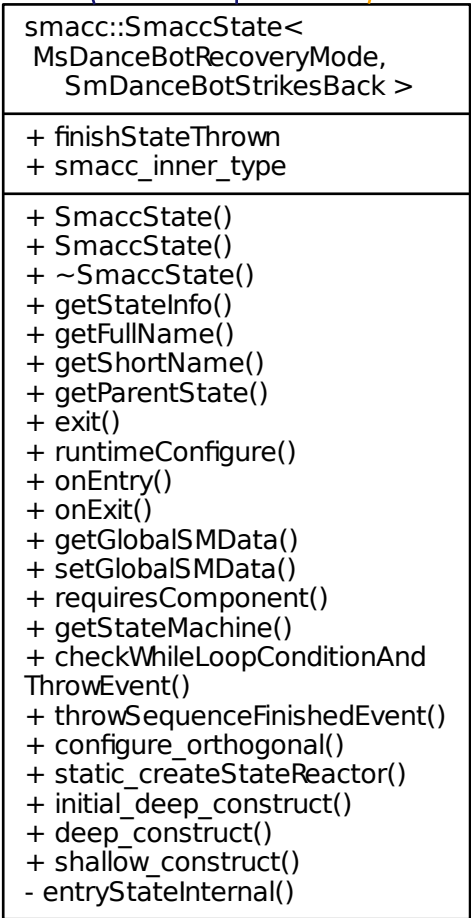 smacc::SmaccState<
MsDanceBotRecoveryMode,
SmDanceBotStrikesBack >
+ finishStateThrown
+ smacc_inner_type
+ SmaccState()
+ SmaccState()
+ ~SmaccState()
+ getStateInfo()
+ getFullName()
+ getShortName()
+ getParentState()
+ exit()
+ runtimeConfigure()
+ onEntry()
+ onExit()
+ getGlobalSMData()
+ setGlobalSMData()
+ requiresComponent()
+ getStateMachine()
+ checkWhileLoopConditionAnd
ThrowEvent()
+ throwSequenceFinishedEvent()
+ configure_orthogonal()
+ static_createStateReactor()
+ initial_deep_construct()
+ deep_construct()
+ shallow_construct()
- entryStateInternal()